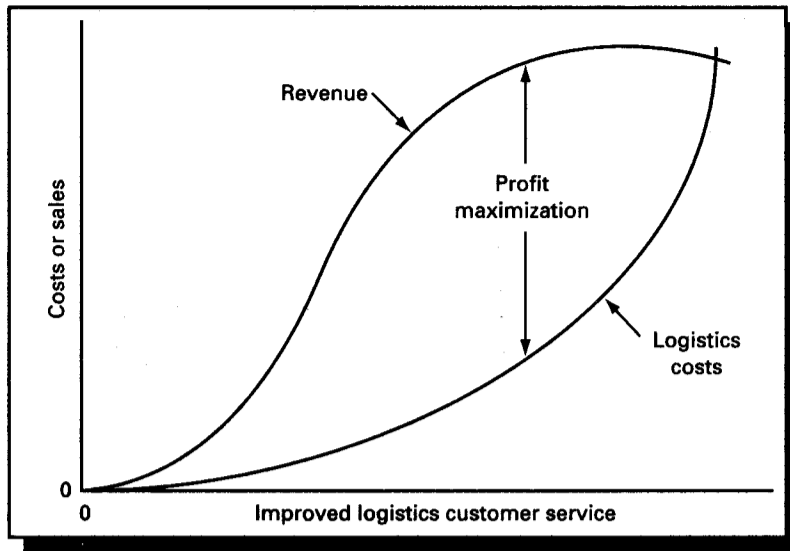 Revenue
Profit
maximization
Costs or sales
Logistics
costs
0
0
Improved logistics customer service